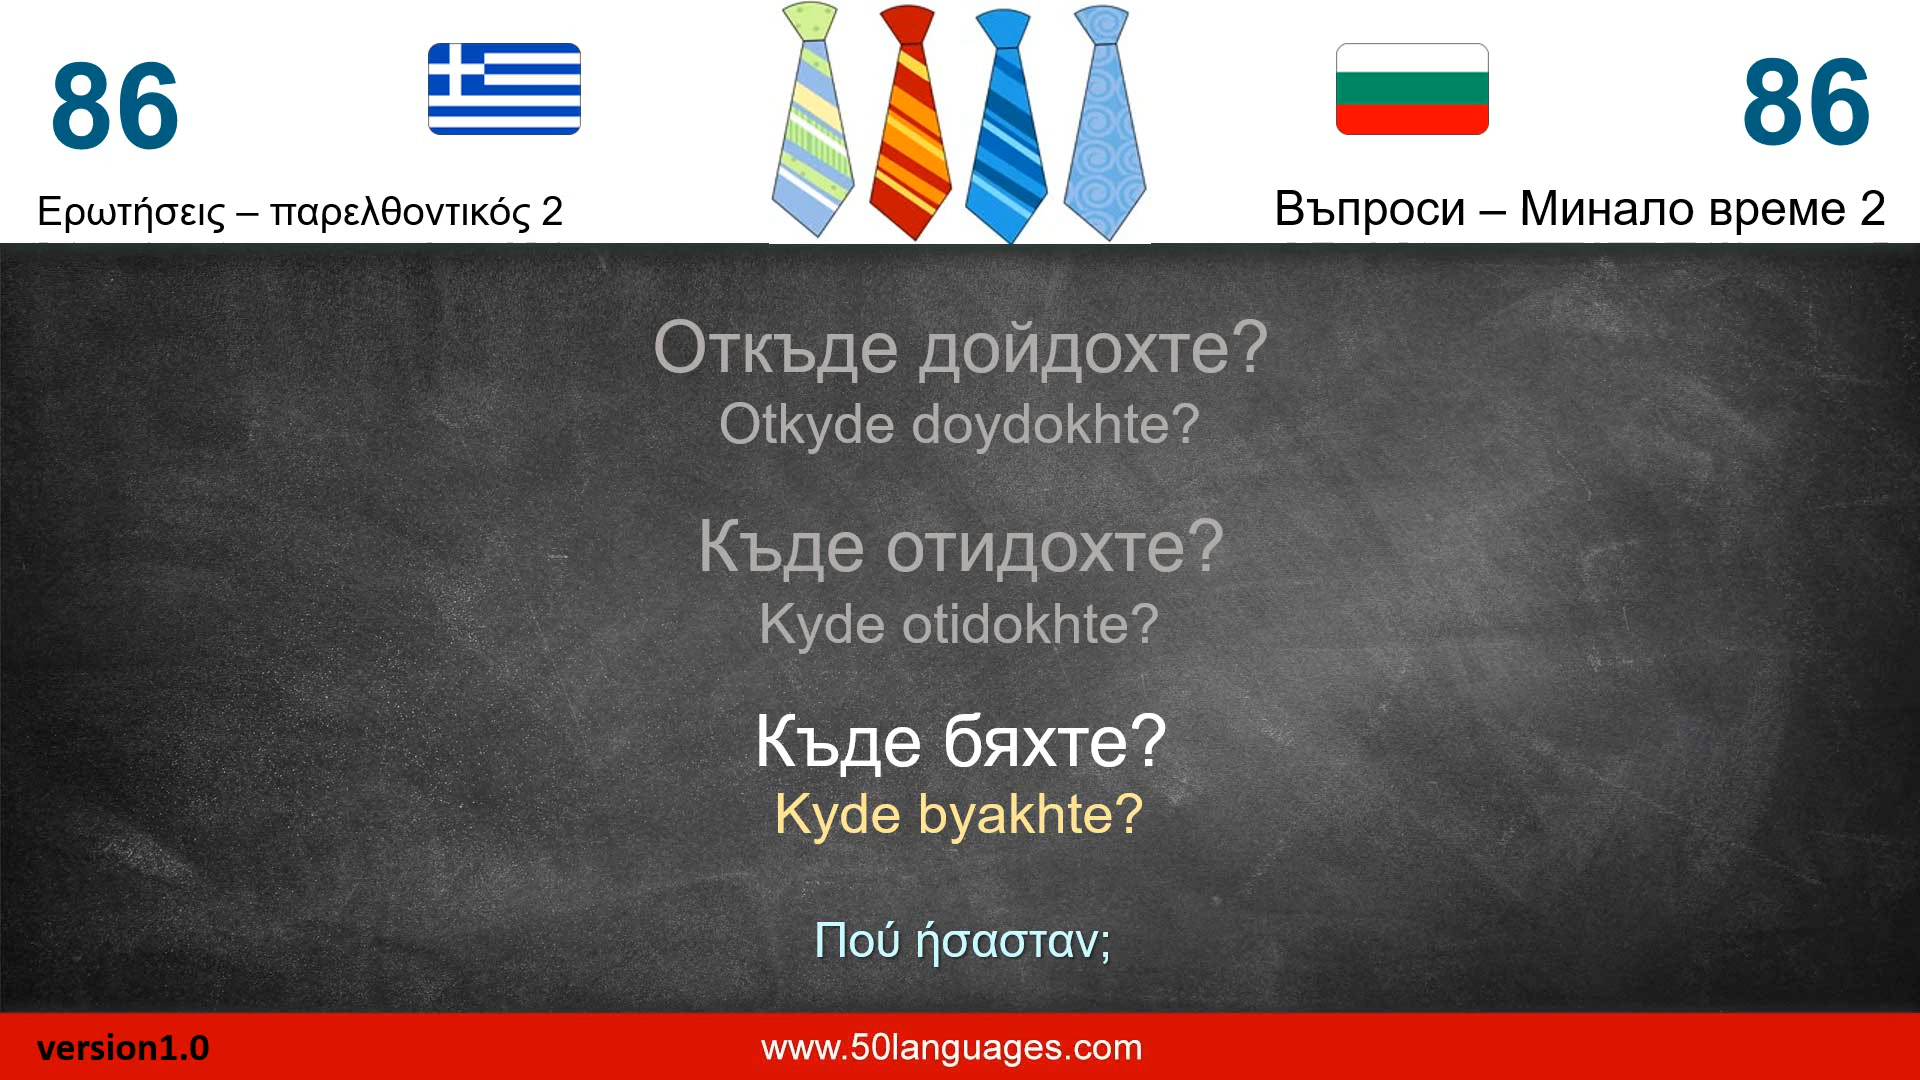 86
86
Ερωτήσεις – παρελθοντικός 2
Въпроси – Минало време 2
Откъде дойдохте?
Otkyde doydokhte?
Къде отидохте?
Kyde otidokhte?
Къде бяхте?
Kyde byakhte?
Πού ήσασταν;
version1.0
www.50languages.com